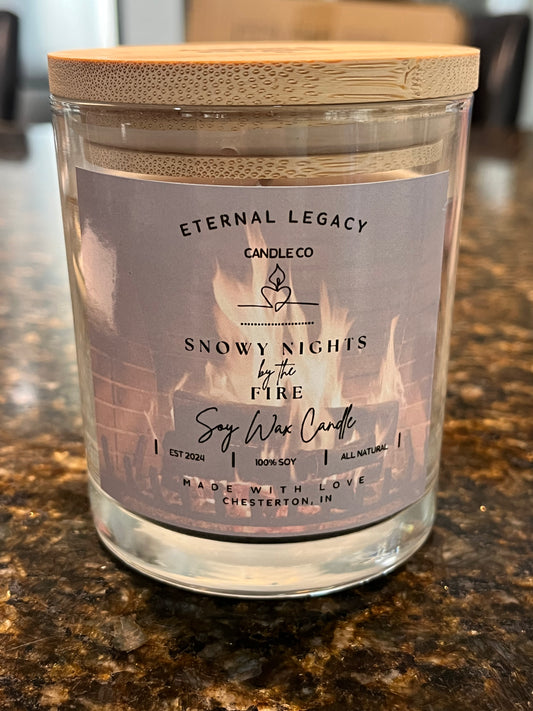 ETERNAL LEGACY
CANDLE CO
SNOWY NIGHTS
by the
FIRE
Soy Wax Candle
| EST 2024 | 100% SOY | ALL NATURAL |
MADE WITH LOVE
CHESTERTON, IN